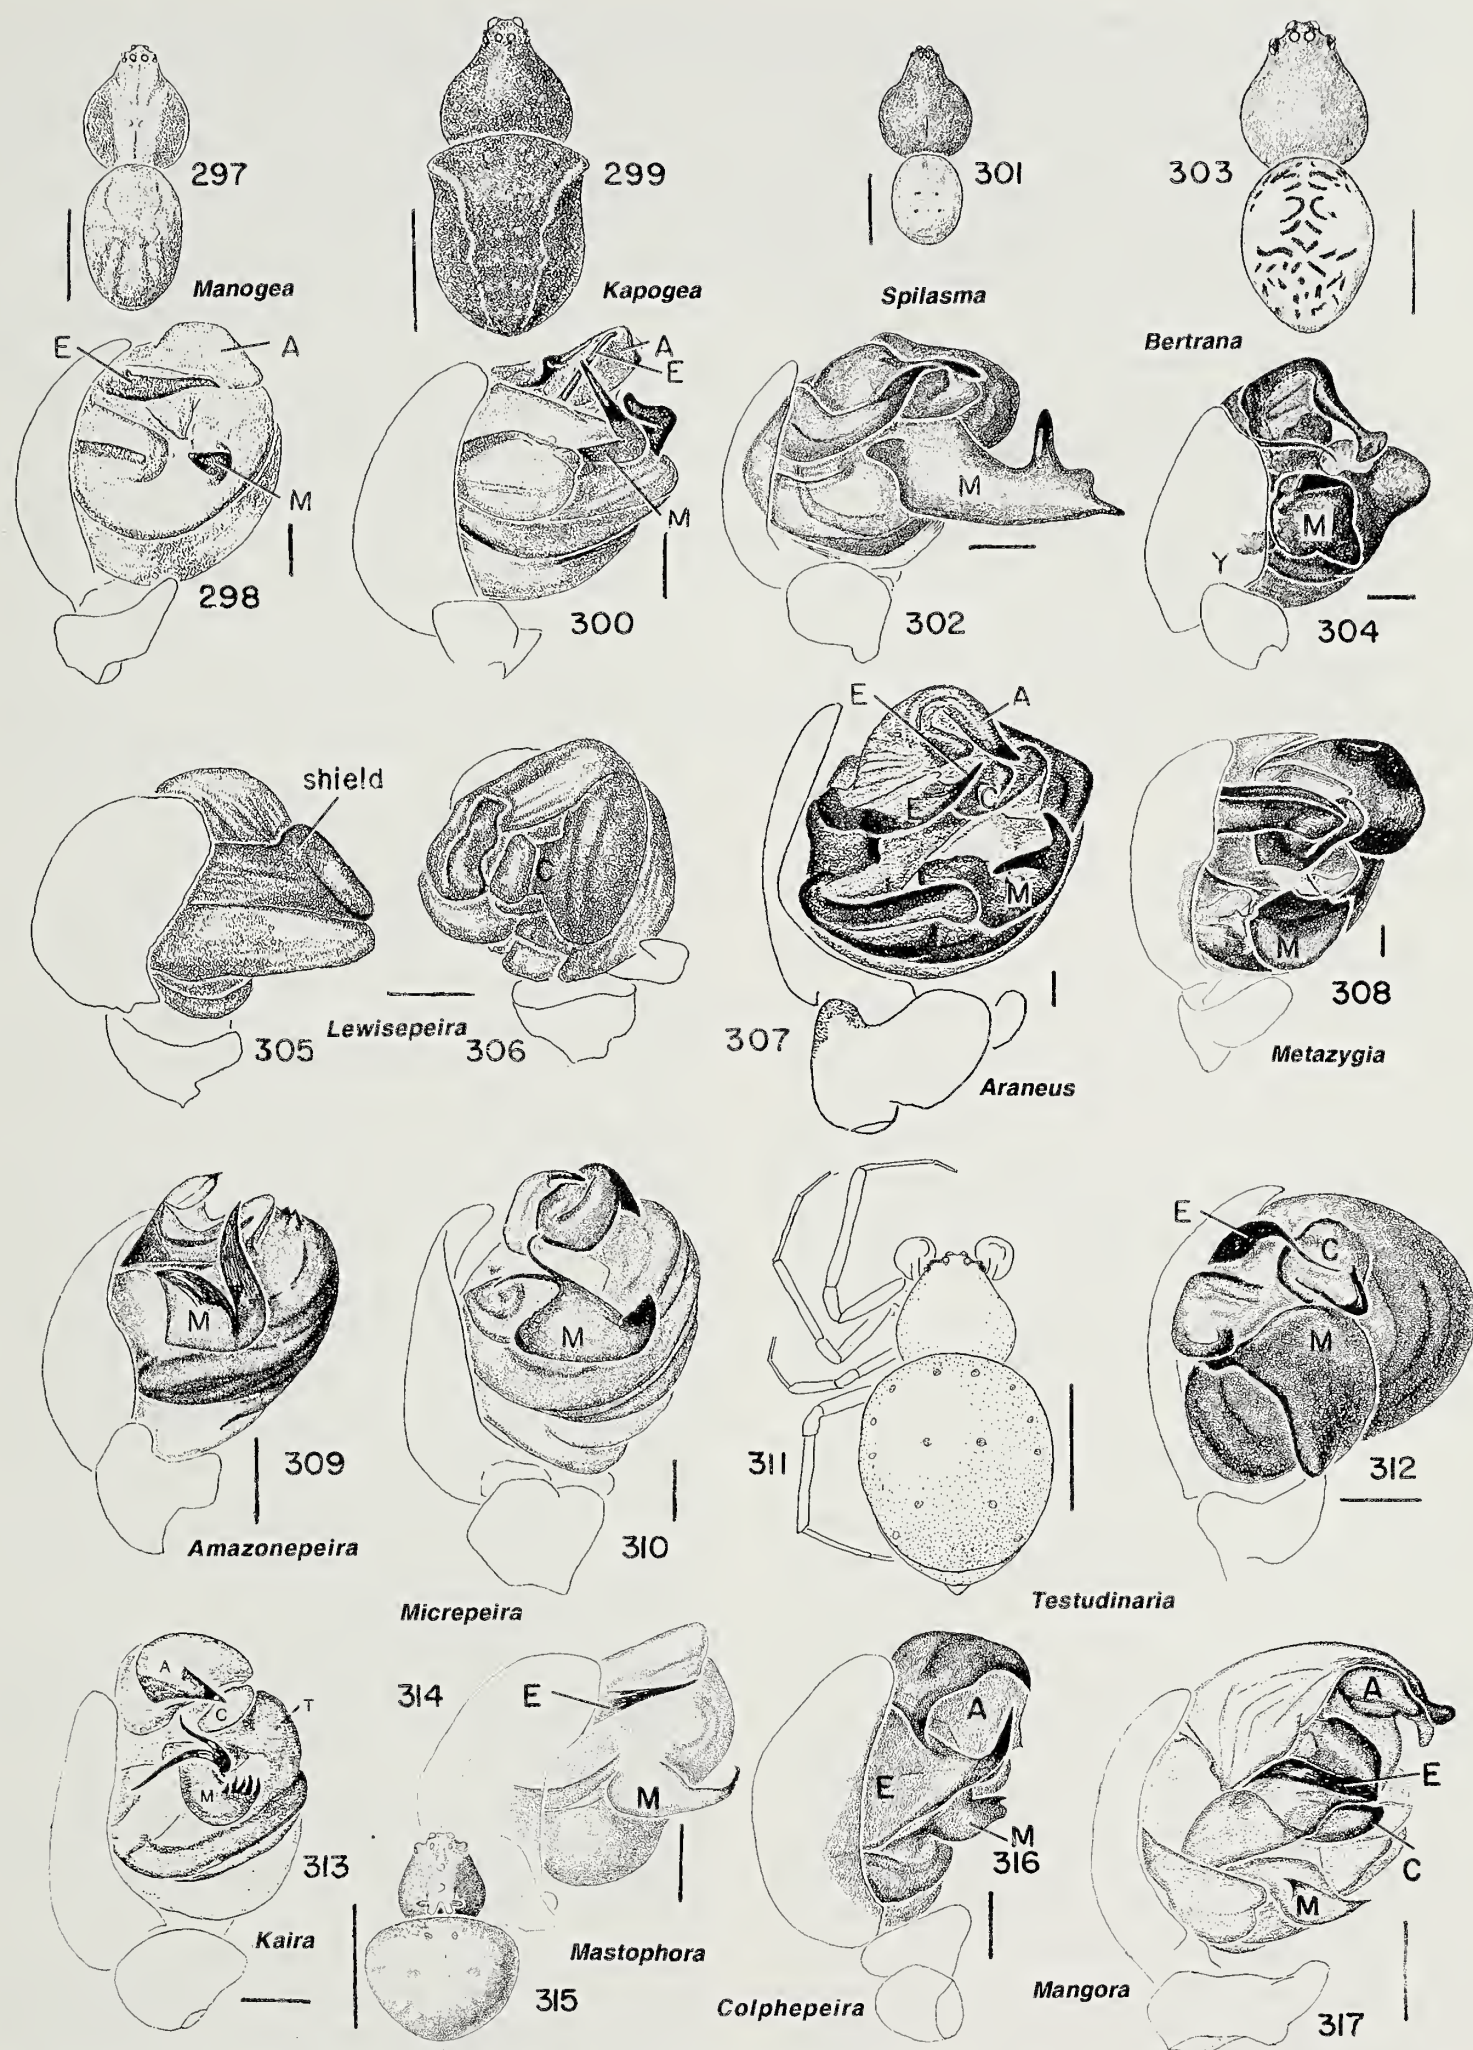 297
Manogea
299
Kapogea
301
Spilasma
303
Bertrana
E
A
M
298
A
E
M
300
M
302
M
Y
304
shield
305
Lewisepeira
C
306
E
A
E
C
M
307
Araneus
M
308
Metazygia
M
309
Amazonepeira
M
310
Micrepeira
311
Testudinaria
E
C
M
312
A
C
T
M
313
Kaira
314
E
M
315
Mastophora
A
E
M
316
Colphepeira
A
E
C
M
Mangora
317